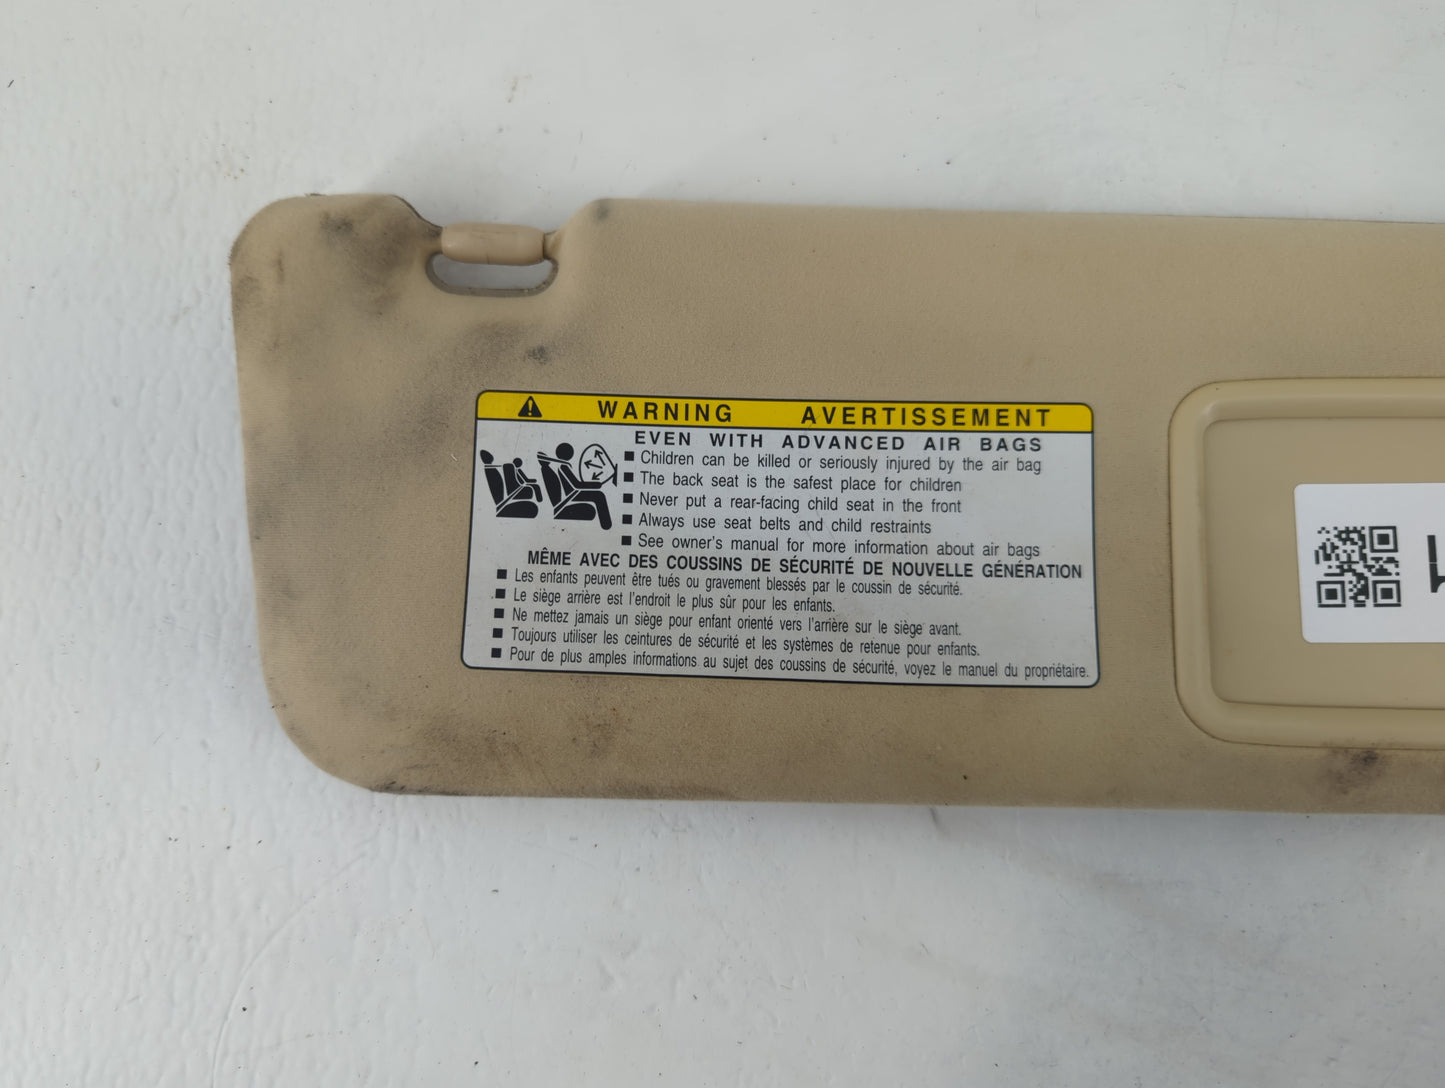 WARNING AVERTISSEMENT
EVEN WITH ADVANCED AIR BAGS
■ Children can be killed or seriously injured by the air bag
■ The back seat is the safest place for children
■ Never put a rear-facing child seat in the front
■ Always use seat belts and child restraints
■ See owner's manual for more information about air bags
MÊME AVEC DES COUSSINS DE SÉCURITÉ DE NOUVELLE GÉNÉRATION
■ Les enfants peuvent être tués ou gravement blessés par le coussin de sécurité.
■ Le siège arrière est l'endroit le plus sûr pour les enfants.
■ Ne mettez jamais un siège pour enfant orienté vers l'arrière sur le siège avant.
■ Toujours utiliser les ceintures de sécurité et les systèmes de retenue pour enfants.
■ Pour de plus amples informations au sujet des coussins de sécurité, voyez le manuel du propriétaire.